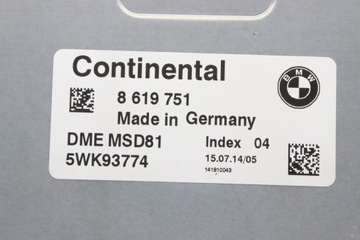 Continental
BMW
8 619 751
Made in Germany
DME MSD81 Index 04
5WK93774 15.07.14/05
141810043